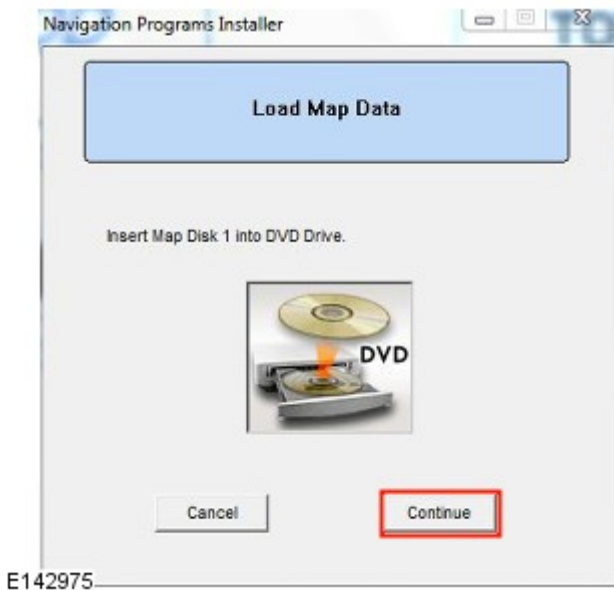 Navigation Programs Installer
Load Map Data
Insert Map Disk 1 into DVD Drive.
DVD
Cancel
Continue
E142975